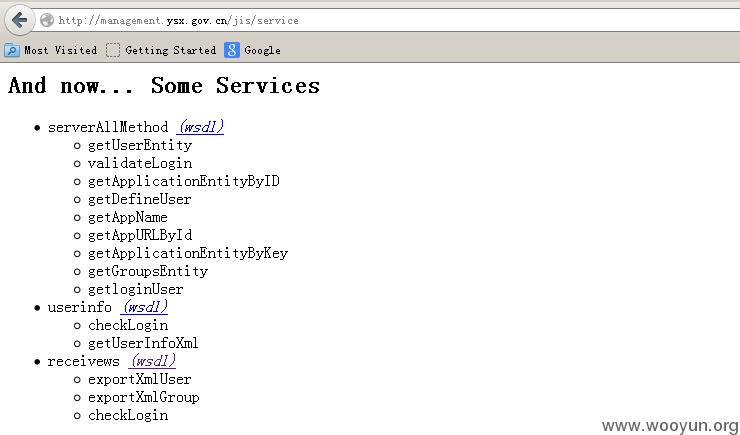 http://management.ysx.gov.cn/jis/service
Most Visited Getting Started Google
And now... Some Services
serverAllMethod (wsdl)
getUserEntity
validateLogin
getApplicationEntityByID
getDefineUser
getAppName
getAppURLById
getApplicationEntityByKey
getGroupsEntity
getloginUser
userinfo (wsdl)
checkLogin
getUserInfoXml
receivews (wsdl)
exportXmlUser
exportXmlGroup
checkLogin
www.wooyun.org